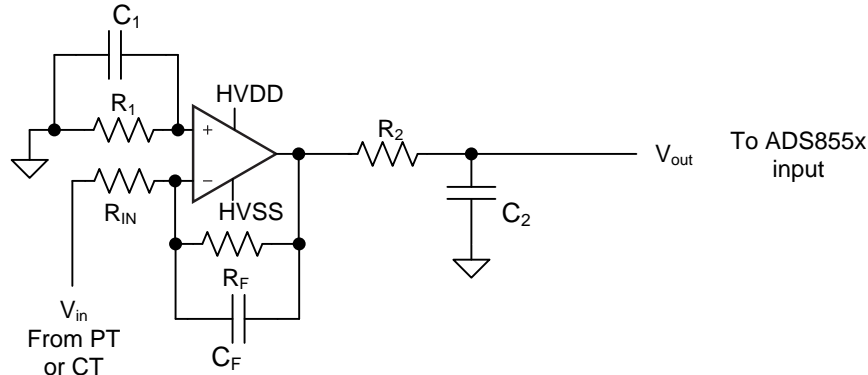 C1
HVDD
R1
+
R2
Vout
To ADS855x
input
−
RIN
HVSS
C2
RF
Vin
From PT
or CT
CF